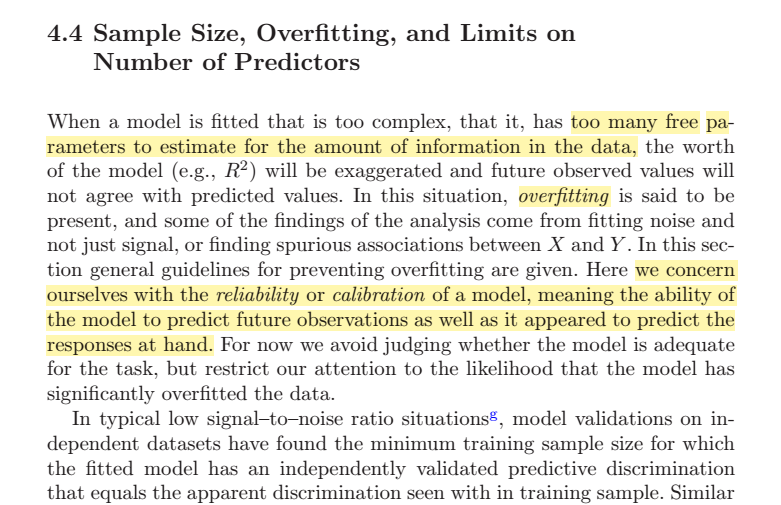 4.4 Sample Size, Overfitting, and Limits on
Number of Predictors
When a model is fitted that is too complex, that it, has too many free pa-
rameters to estimate for the amount of information in the data, the worth
of the model (e.g., R²) will be exaggerated and future observed values will
not agree with predicted values. In this situation, overfitting is said to be
present, and some of the findings of the analysis come from fitting noise and
not just signal, or finding spurious associations between X and Y. In this sec-
tion general guidelines for preventing overfitting are given. Here we concern
ourselves with the reliability or calibration of a model, meaning the ability of
the model to predict future observations as well as it appeared to predict the
responses at hand. For now we avoid judging whether the model is adequate
for the task, but restrict our attention to the likelihood that the model has
significantly overfitted the data.
In typical low signal–to–noise ratio situationsᵍ, model validations on in-
dependent datasets have found the minimum training sample size for which
the fitted model has an independently validated predictive discrimination
that equals the apparent discrimination seen with in training sample. Similar